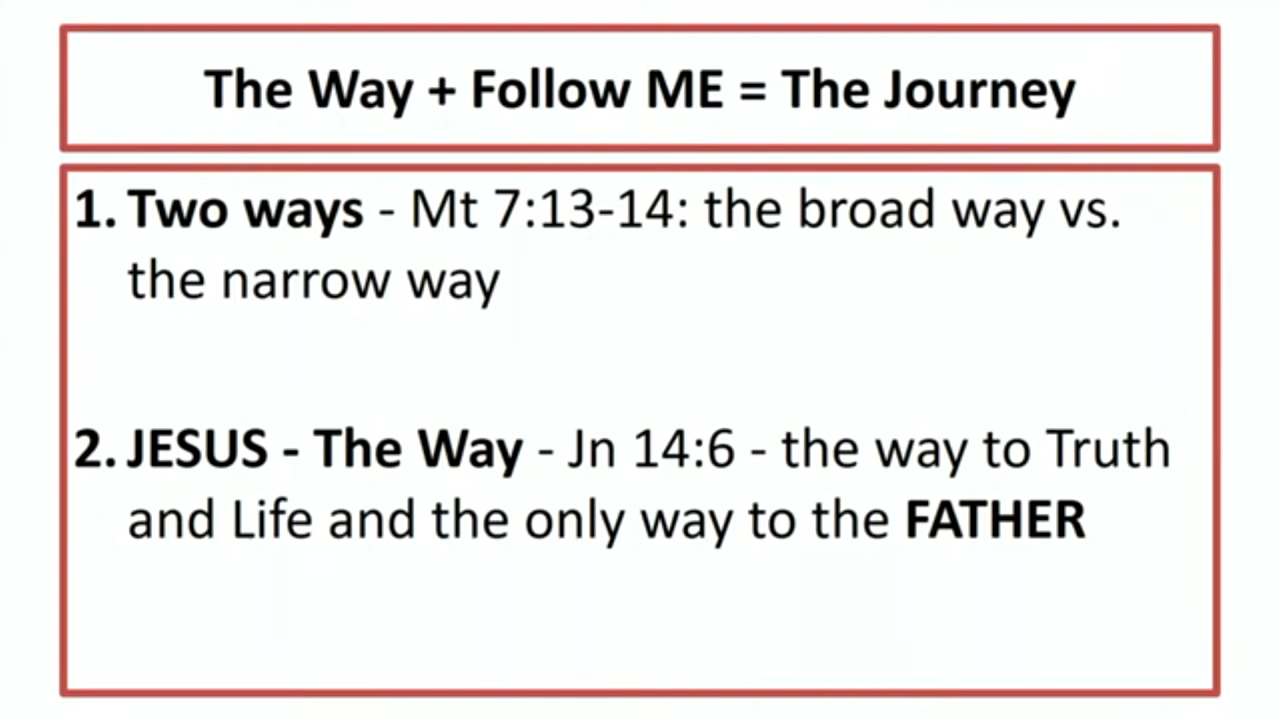 The Way + Follow ME = The Journey
1. Two ways - Mt 7:13-14: the broad way vs.
the narrow way
2. JESUS - The Way - Jn 14:6 - the way to Truth
and Life and the only way to the FATHER